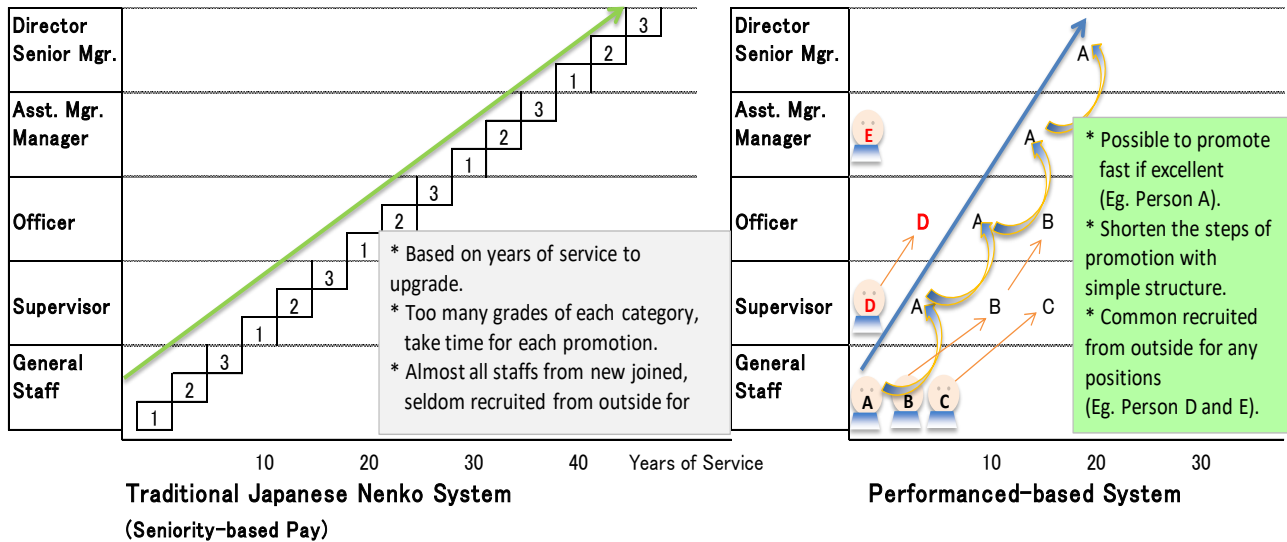 Director
Senior Mgr.
Asst. Mgr.
Manager
Officer
Supervisor
General
Staff
3
2
1
3
2
1
3
2
1
3
2
1
3
2
1
* Based on years of service to
upgrade.
* Too many grades of each category,
take time for each promotion.
* Almost all staffs from new joined,
seldom recruited from outside for
10
20
30
40
Years of Service
Traditional Japanese Nenko System
(Seniority-based Pay)
Director
Senior Mgr.
Asst. Mgr.
Manager
Officer
Supervisor
General
Staff
A
E
A
D
A
B
D
A
B
C
A
B
C
* Possible to promote
fast if excellent
(Eg. Person A).
* Shorten the steps of
promotion with
simple structure.
* Common recruited
from outside for any
positions
(Eg. Person D and E).
10
20
30
Performanced-based System